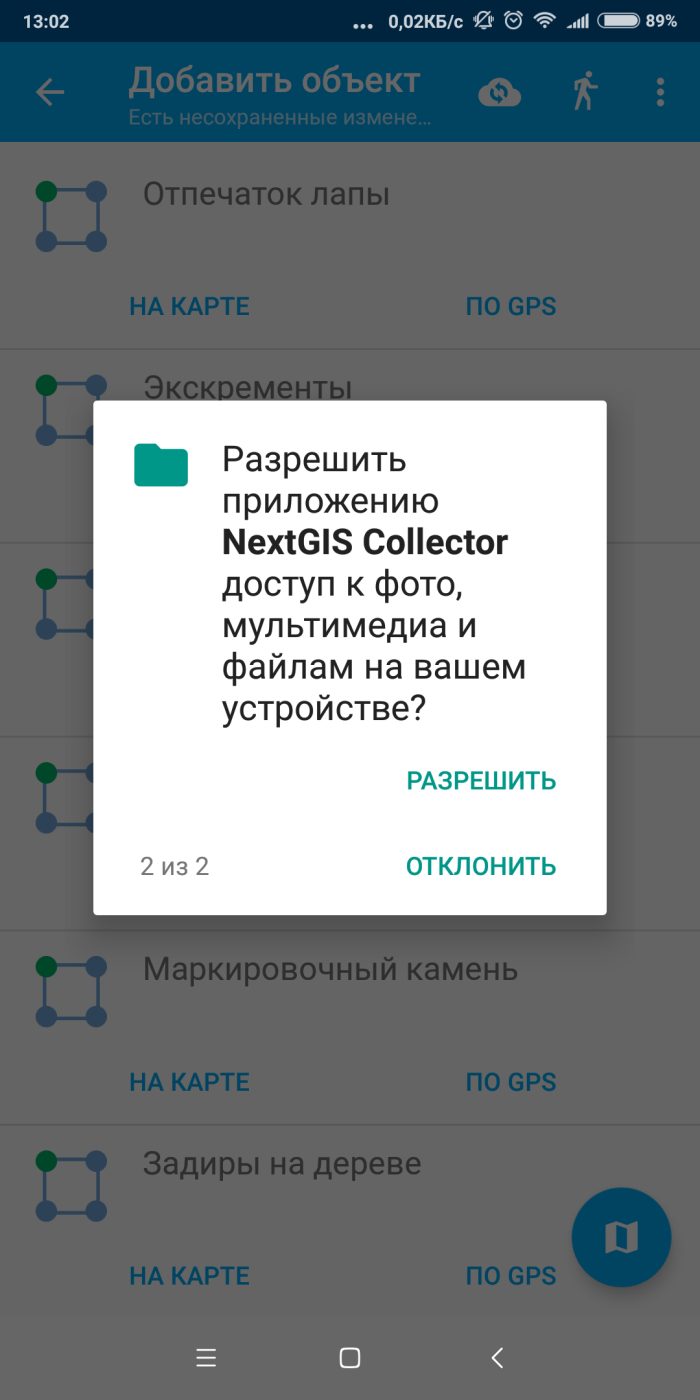 13:02 ... 0,02КБ/с 89%
Добавить объект
Есть несохраненные измене…
Отпечаток лапы
НА КАРТЕ ПО GPS
Экскременты
Разрешить
приложению
NextGIS Collector
доступ к фото,
мультимедиа и
файлам на вашем
устройстве?
РАЗРЕШИТЬ
2 из 2 ОТКЛОНИТЬ
Маркировочный камень
НА КАРТЕ ПО GPS
Задиры на дереве
НА КАРТЕ ПО GPS